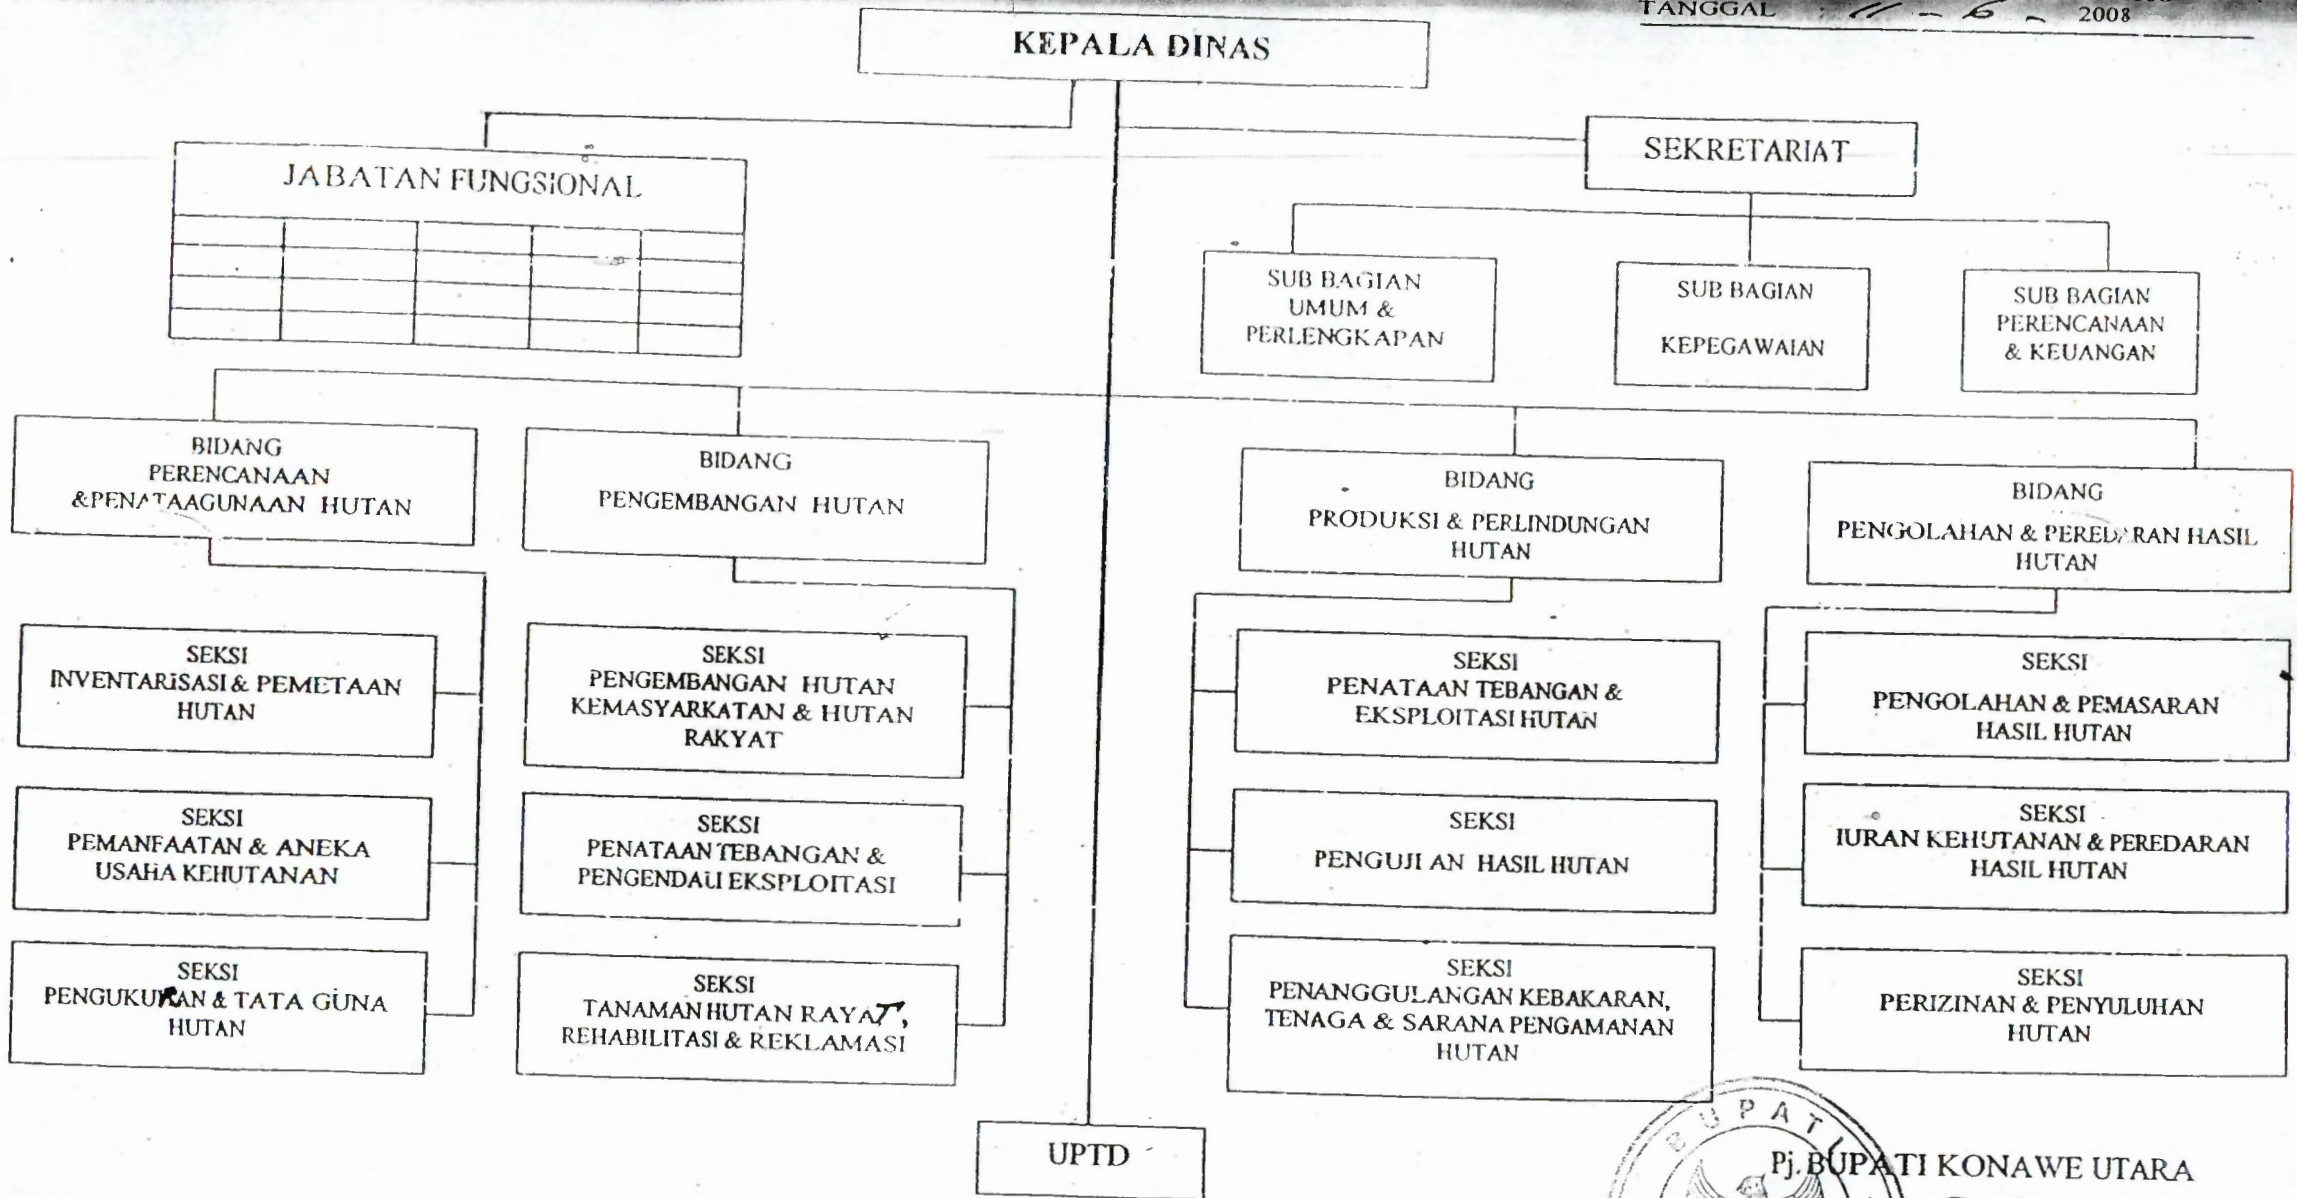 TANGGAL : 11 - 6 - 2008
KEPALA DINAS
JABATAN FUNGSIONAL
SEKRETARIAT
SUB BAGIAN
UMUM &
PERLENGKAPAN
SUB BAGIAN
KEPEGAWAIAN
SUB BAGIAN
PERENCANAAN
& KEUANGAN
BIDANG
PERENCANAAN
&PENATAAGUNAAN HUTAN
BIDANG
PENGEMBANGAN HUTAN
BIDANG
PRODUKSI & PERLINDUNGAN
HUTAN
BIDANG
PENGOLAHAN & PEREDARAN HASIL
HUTAN
SEKSI
INVENTARISASI & PEMETAAN
HUTAN
SEKSI
PEMANFAATAN & ANEKA
USAHA KEHUTANAN
SEKSI
PENGUKURAN & TATA GUNA
HUTAN
SEKSI
PENGEMBANGAN HUTAN
KEMASYARKATAN & HUTAN
RAKYAT
SEKSI
PENATAAN TEBANGAN &
PENGENDALI EKSPLOITASI
SEKSI
TANAMAN HUTAN RAYAT,
REHABILITASI & REKLAMASI
SEKSI
PENATAAN TEBANGAN &
EKSPLOITASI HUTAN
SEKSI
PENGUJI AN HASIL HUTAN
SEKSI
PENANGGULANGAN KEBAKARAN,
TENAGA & SARANA PENGAMANAN
HUTAN
SEKSI
PENGOLAHAN & PEMASARAN
HASIL HUTAN
SEKSI
IURAN KEHUTANAN & PEREDARAN
HASIL HUTAN
SEKSI
PERIZINAN & PENYULUHAN
HUTAN
UPTD
BUPATI
Pj. BUPATI KONAWE UTARA